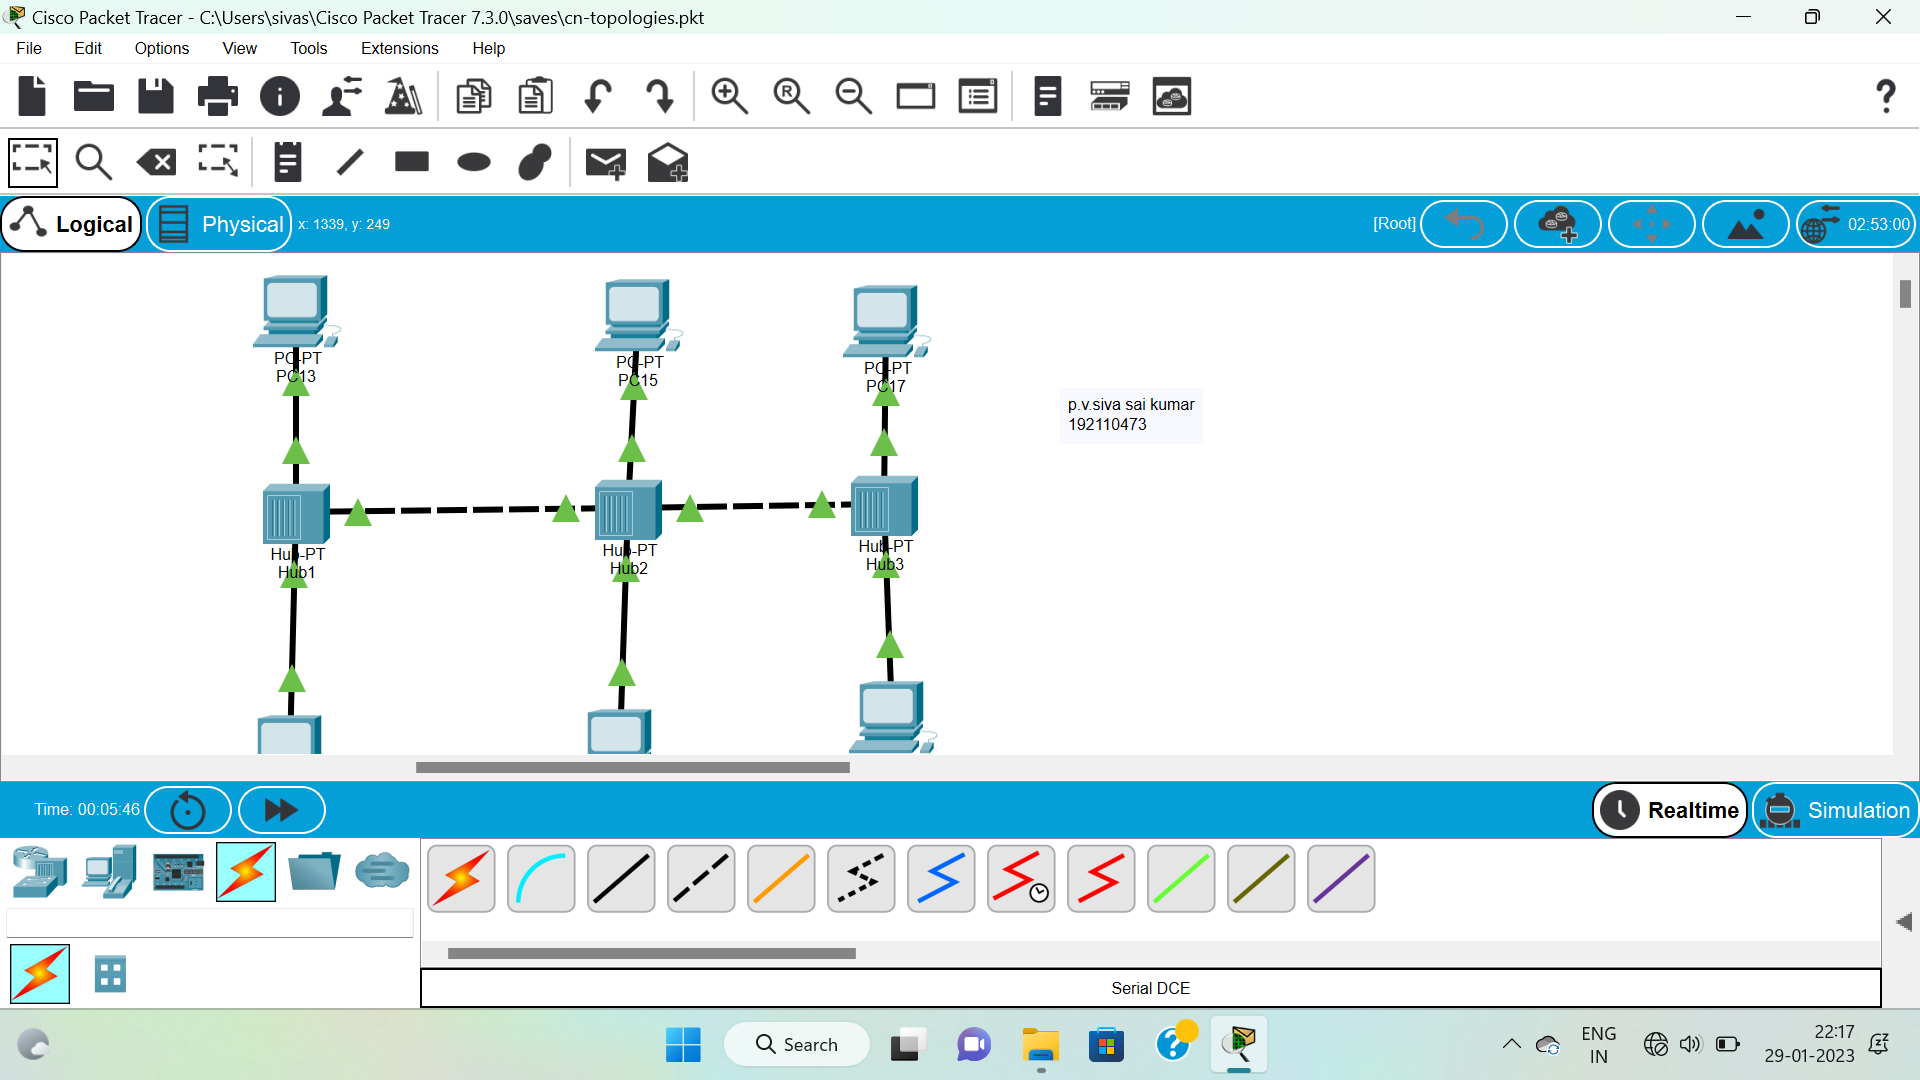 Cisco Packet Tracer - C:\Users\sivas\Cisco Packet Tracer 7.3.0\saves\cn-topologies.pkt
File Edit Options View Tools Extensions Help
Logical Physical x: 1339, y: 249 [Root] 02:53:00
PC-PT
PC13
PC-PT
PC15
PC-PT
PC17
p.v.siva sai kumar
192110473
Hub-PT
Hub1
Hub-PT
Hub2
Hub-PT
Hub3
Time: 00:05:46 Realtime Simulation
Serial DCE
Search
ENG
IN
22:17
29-01-2023